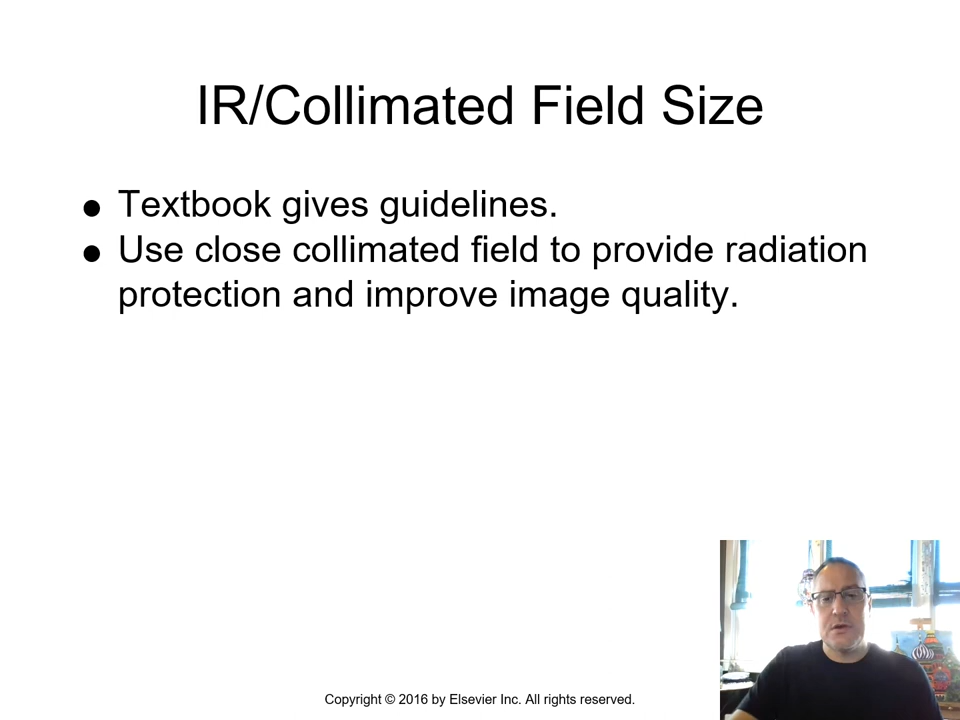 IR/Collimated Field Size
● Textbook gives guidelines.
● Use close collimated field to provide radiation
protection and improve image quality.
Copyright © 2016 by Elsevier Inc. All rights reserved.